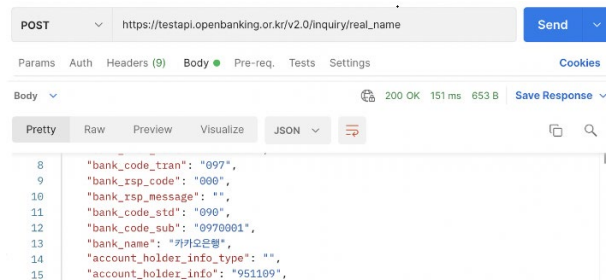 POST https://testapi.openbanking.or.kr/v2.0/inquiry/real_name Send
Params Auth Headers (9) Body Pre-req. Tests Settings Cookies
Body 200 OK 151 ms 653 B Save Response
Pretty Raw Preview Visualize JSON
8 "bank_code_tran": "097",
9 "bank_rsp_code": "000",
10 "bank_rsp_message": "",
11 "bank_code_std": "090",
12 "bank_code_sub": "0970001",
13 "bank_name": "카카오은행",
14 "account_holder_info_type": "",
15 "account_holder_info": "951109",